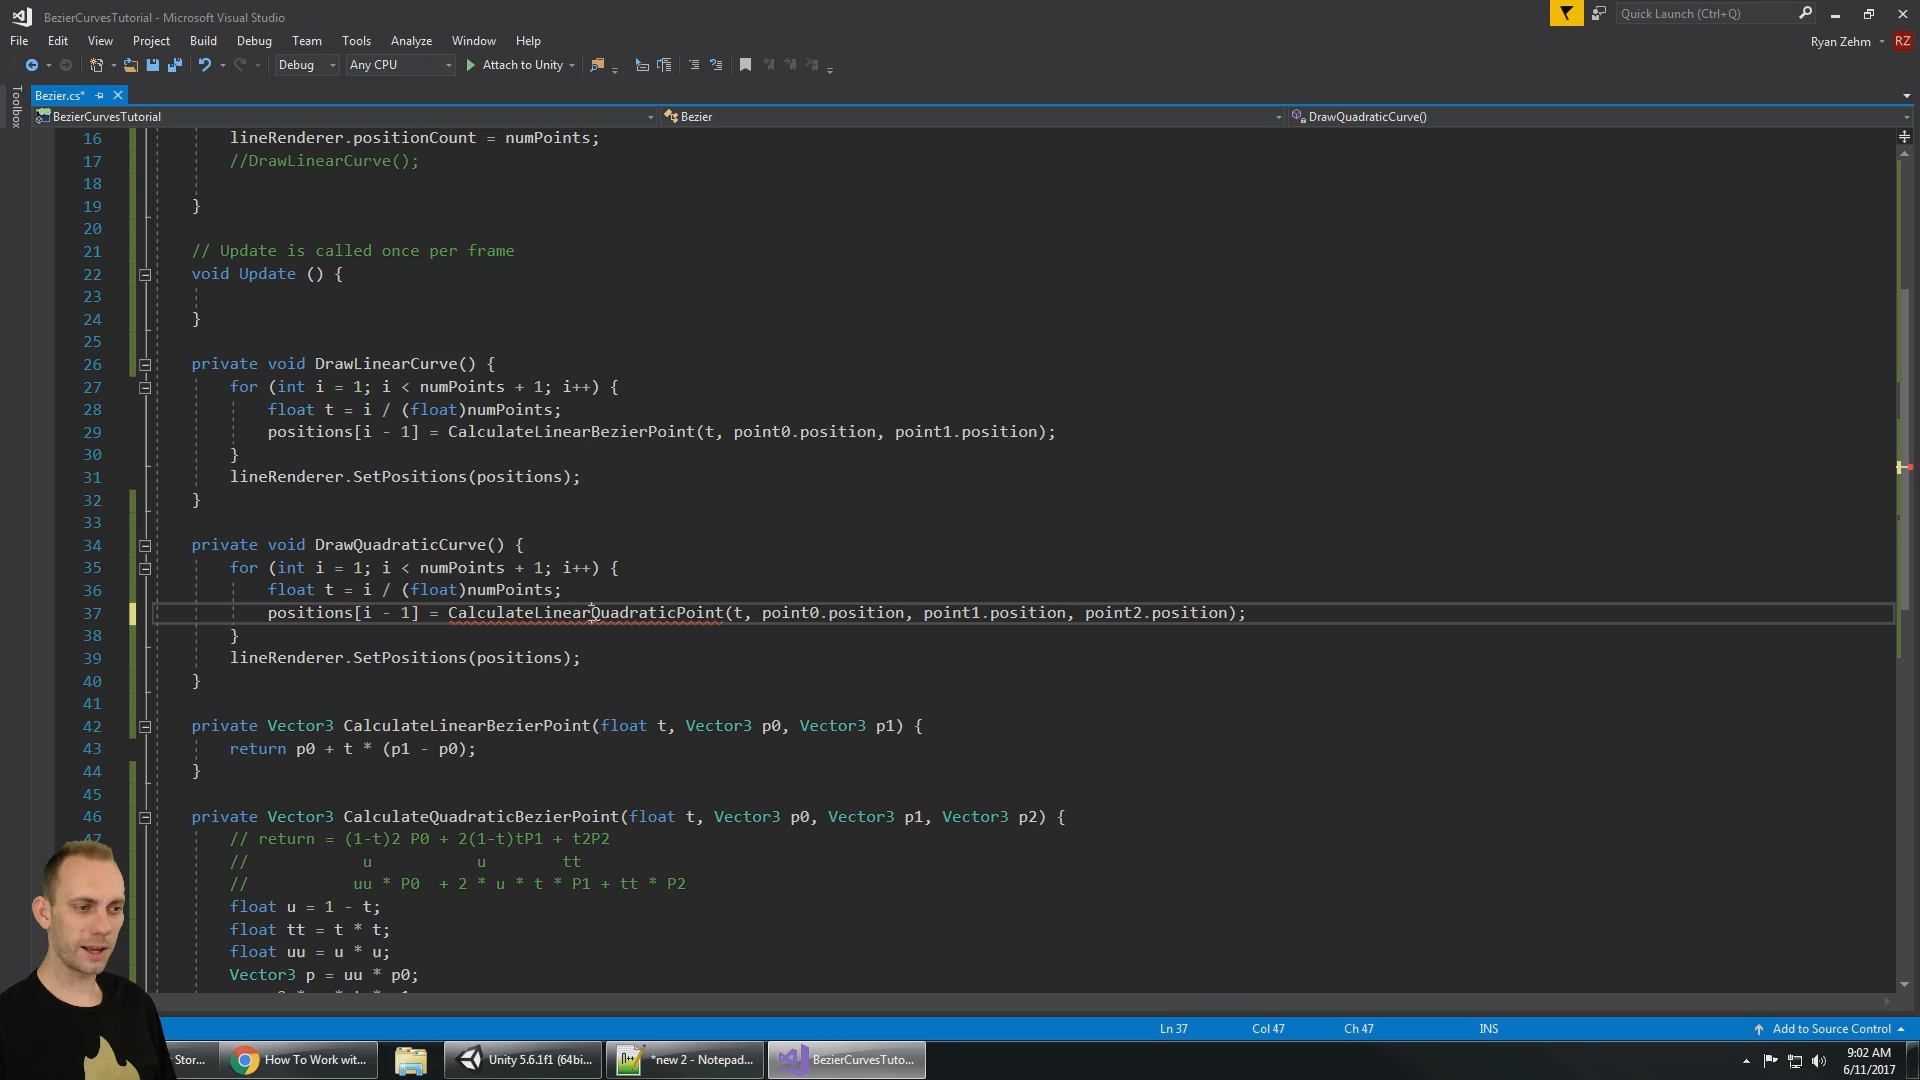 BezierCurvesTutorial - Microsoft Visual Studio
Quick Launch (Ctrl+Q)
File Edit View Project Build Debug Team Tools Analyze Window Help
Ryan Zehm RZ
Debug Any CPU Attach to Unity
Toolbox
Bezier.cs*
BezierCurvesTutorial Bezier DrawQuadraticCurve()
16 lineRenderer.positionCount = numPoints;
17 //DrawLinearCurve();
18
19 }
20
21 // Update is called once per frame
22 void Update () {
23
24 }
25
26 private void DrawLinearCurve() {
27 for (int i = 1; i < numPoints + 1; i++) {
28 float t = i / (float)numPoints;
29 positions[i - 1] = CalculateLinearBezierPoint(t, point0.position, point1.position);
30 }
31 lineRenderer.SetPositions(positions);
32 }
33
34 private void DrawQuadraticCurve() {
35 for (int i = 1; i < numPoints + 1; i++) {
36 float t = i / (float)numPoints;
37 positions[i - 1] = CalculateLinearQuadraticPoint(t, point0.position, point1.position, point2.position);
38 }
39 lineRenderer.SetPositions(positions);
40 }
41
42 private Vector3 CalculateLinearBezierPoint(float t, Vector3 p0, Vector3 p1) {
43 return p0 + t * (p1 - p0);
44 }
45
46 private Vector3 CalculateQuadraticBezierPoint(float t, Vector3 p0, Vector3 p1, Vector3 p2) {
47 // return = (1-t)2 P0 + 2(1-t)tP1 + t2P2
// u u tt
// uu * P0 + 2 * u * t * P1 + tt * P2
float u = 1 - t;
float tt = t * t;
float uu = u * u;
Vector3 p = uu * p0;
Ln 37 Col 47 Ch 47 INS Add to Source Control
Stor... How To Work wit... Unity 5.6.1f1 (64bi... *new 2 - Notepad... BezierCurvesTuto...
9:02 AM
6/11/2017